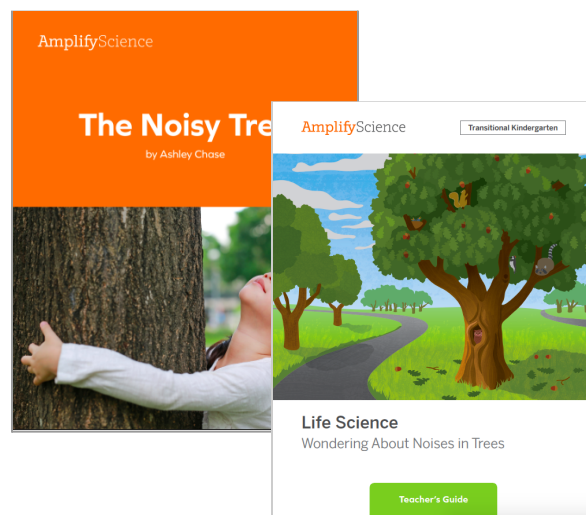 AmplifyScience
The Noisy Tre
by Ashley Chase
AmplifyScience
Transitional Kindergarten
Life Science
Wondering About Noises in Trees
Teacher's Guide